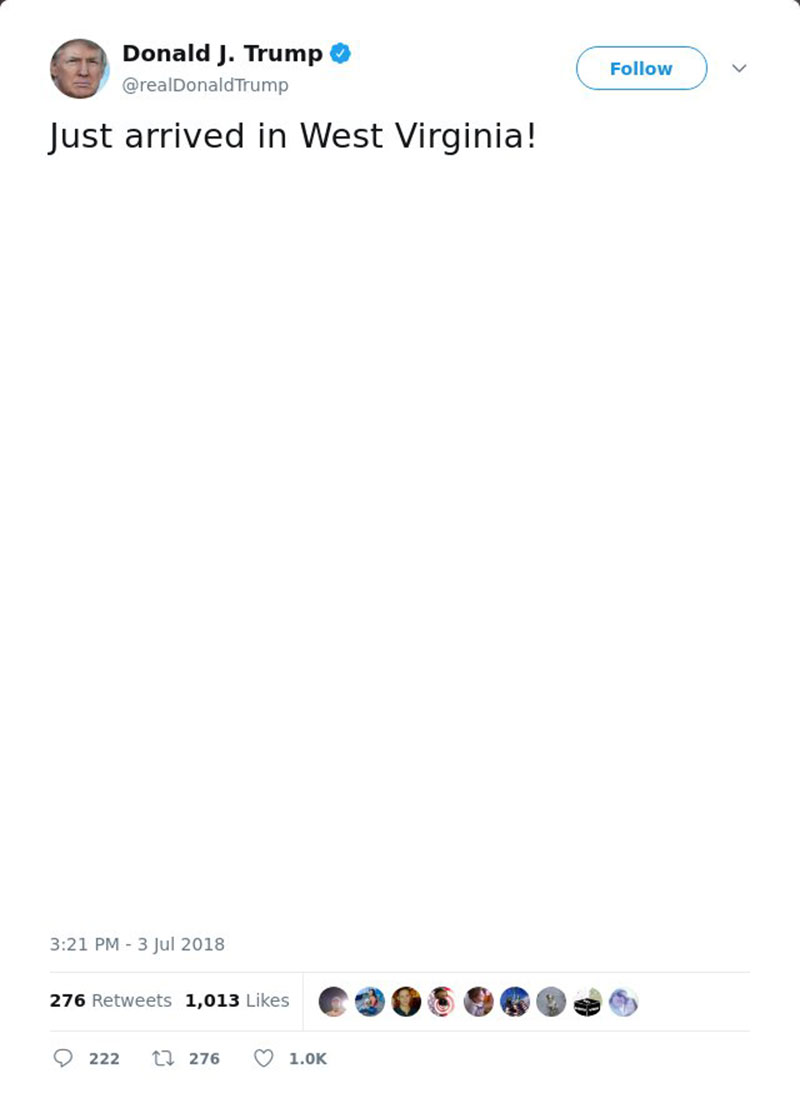 Donald J. Trump
@realDonaldTrump
Follow
Just arrived in West Virginia!
3:21 PM - 3 Jul 2018
276 Retweets 1,013 Likes
222 276 1.0K